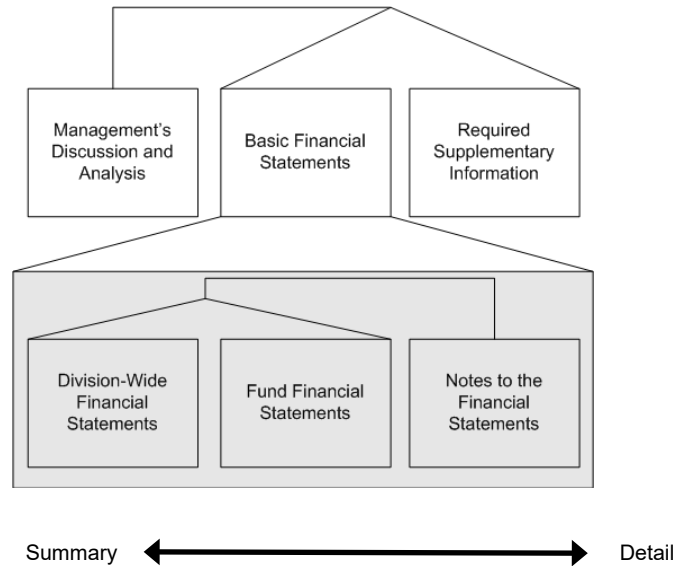 Management's
Discussion and
Analysis
Basic Financial
Statements
Required
Supplementary
Information
Division-Wide
Financial
Statements
Fund Financial
Statements
Notes to the
Financial
Statements
Summary
Detail